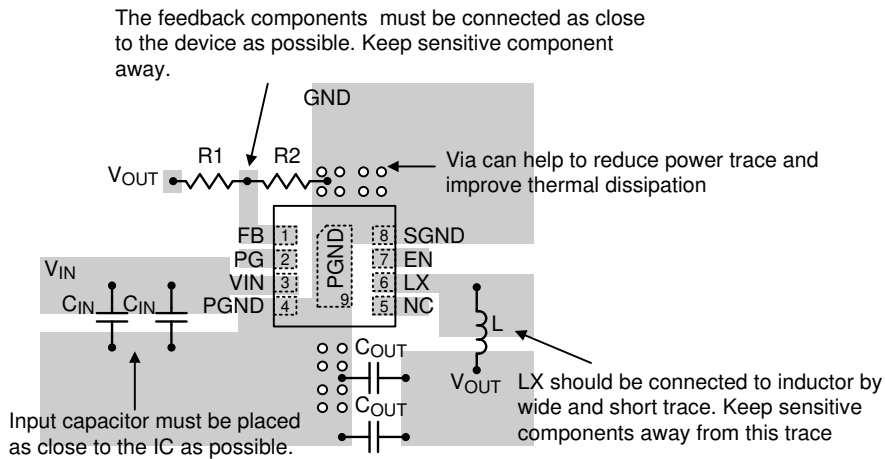 The feedback components must be connected as close
to the device as possible. Keep sensitive component
away.
GND
R1
R2
VOUT
Via can help to reduce power trace and
improve thermal dissipation
FB 1
PG 2
VIN 3
PGND 4
PGND
9
8 SGND
7 EN
6 LX
5 NC
VIN
CIN
CIN
L
VOUT
COUT
COUT
Input capacitor must be placed
as close to the IC as possible.
LX should be connected to inductor by
wide and short trace. Keep sensitive
components away from this trace